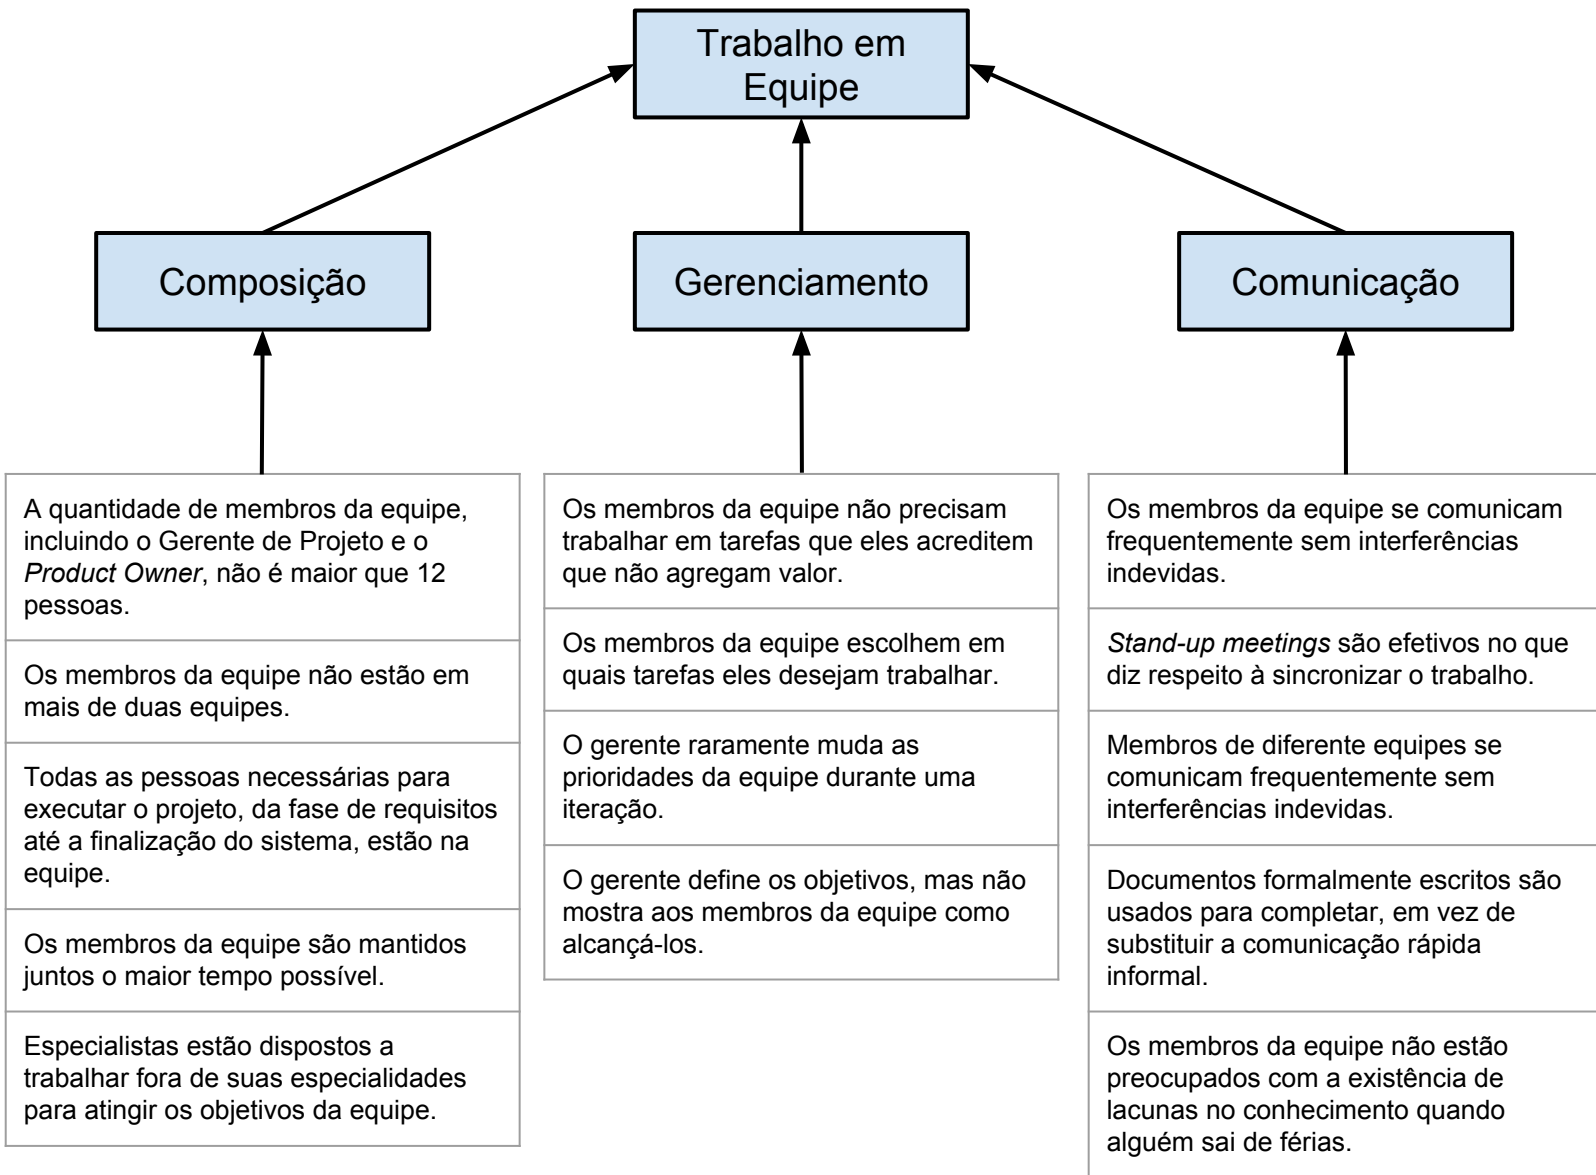 Trabalho em
Equipe
Composição
Gerenciamento
Comunicação
A quantidade de membros da equipe,
incluindo o Gerente de Projeto e o
Product Owner, não é maior que 12
pessoas.
Os membros da equipe não estão em
mais de duas equipes.
Todas as pessoas necessárias para
executar o projeto, da fase de requisitos
até a finalização do sistema, estão na
equipe.
Os membros da equipe são mantidos
juntos o maior tempo possível.
Especialistas estão dispostos a
trabalhar fora de suas especialidades
para atingir os objetivos da equipe.
Os membros da equipe não precisam
trabalhar em tarefas que eles acreditem
que não agregam valor.
Os membros da equipe escolhem em
quais tarefas eles desejam trabalhar.
O gerente raramente muda as
prioridades da equipe durante uma
iteração.
O gerente define os objetivos, mas não
mostra aos membros da equipe como
alcançá-los.
Os membros da equipe se comunicam
frequentemente sem interferências
indevidas.
Stand-up meetings são efetivos no que
diz respeito à sincronizar o trabalho.
Membros de diferente equipes se
comunicam frequentemente sem
interferências indevidas.
Documentos formalmente escritos são
usados para completar, em vez de
substituir a comunicação rápida
informal.
Os membros da equipe não estão
preocupados com a existência de
lacunas no conhecimento quando
alguém sai de férias.